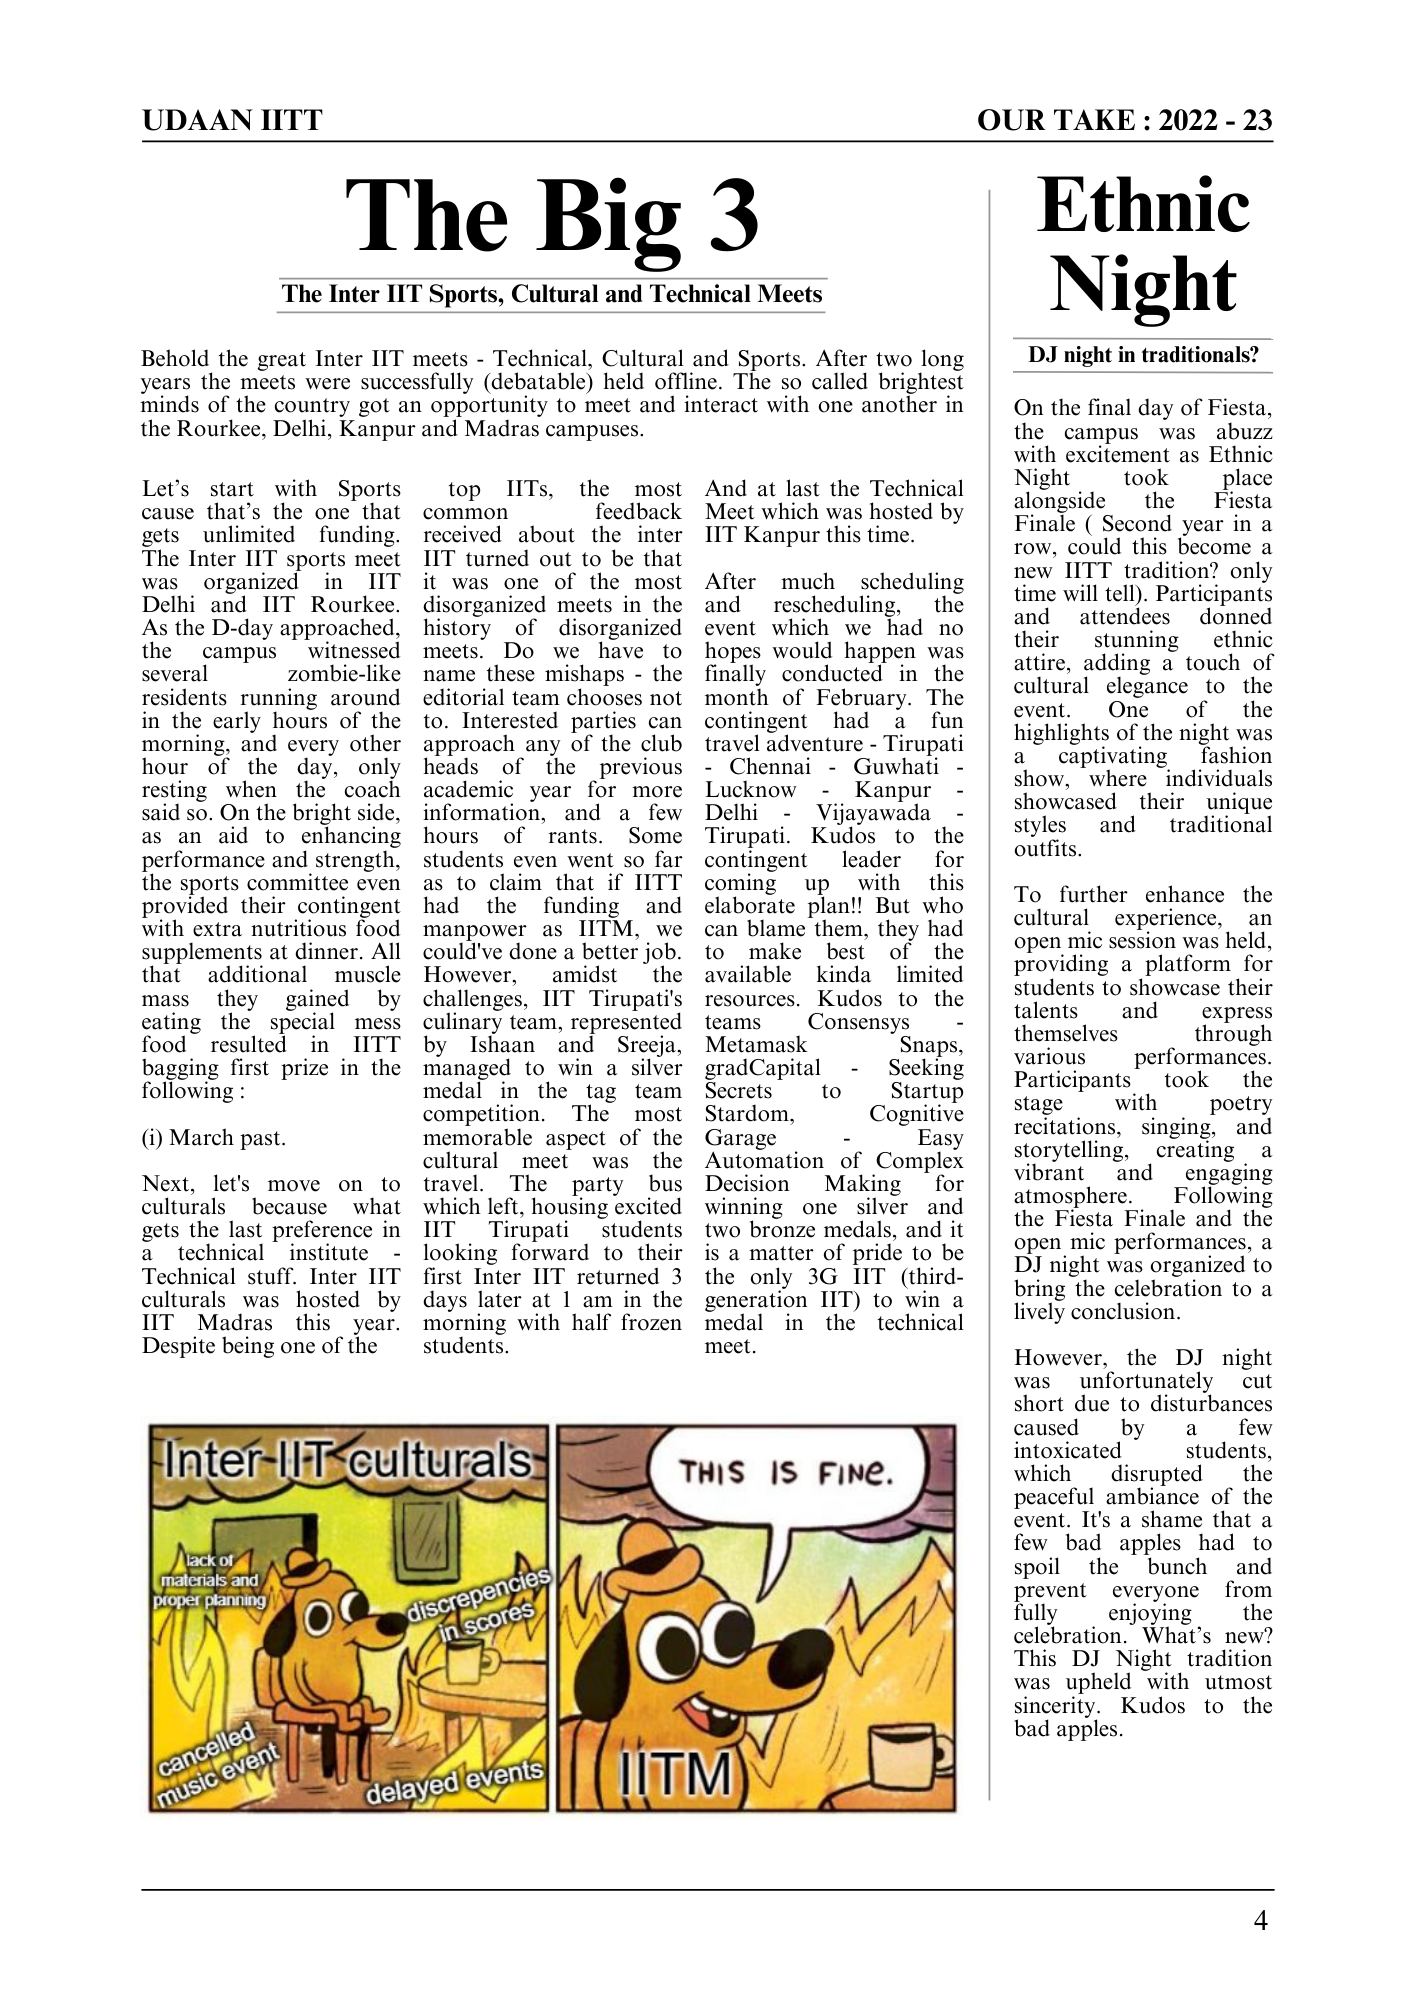 UDAAN IITT
OUR TAKE : 2022 - 23
The Big 3
The Inter IIT Sports, Cultural and Technical Meets
Behold the great Inter IIT meets - Technical, Cultural and Sports. After two long
years the meets were successfully (debatable) held offline. The so called brightest
minds of the country got an opportunity to meet and interact with one another in
the Rourkee, Delhi, Kanpur and Madras campuses.
Let’s start with Sports
cause that’s the one that
gets unlimited funding.
The Inter IIT sports meet
was organized in IIT
Delhi and IIT Rourkee.
As the D-day approached,
the campus witnessed
several zombie-like
residents running around
in the early hours of the
morning, and every other
hour of the day, only
resting when the coach
said so. On the bright side,
as an aid to enhancing
performance and strength,
the sports committee even
provided their contingent
with extra nutritious food
supplements at dinner. All
that additional muscle
mass they gained by
eating the special mess
food resulted in IITT
bagging first prize in the
following :
(i) March past.
Next, let's move on to
culturals because what
gets the last preference in
a technical institute -
Technical stuff. Inter IIT
culturals was hosted by
IIT Madras this year.
Despite being one of the
top IITs, the most
common feedback
received about the inter
IIT turned out to be that
it was one of the most
disorganized meets in the
history of disorganized
meets. Do we have to
name these mishaps - the
editorial team chooses not
to. Interested parties can
approach any of the club
heads of the previous
academic year for more
information, and a few
hours of rants. Some
students even went so far
as to claim that if IITT
had the funding and
manpower as IITM, we
could've done a better job.
However, amidst the
challenges, IIT Tirupati's
culinary team, represented
by Ishaan and Sreeja,
managed to win a silver
medal in the tag team
competition. The most
memorable aspect of the
cultural meet was the
travel. The party bus
which left, housing excited
IIT Tirupati students
looking forward to their
first Inter IIT returned 3
days later at 1 am in the
morning with half frozen
students.
And at last the Technical
Meet which was hosted by
IIT Kanpur this time.
After much scheduling
and rescheduling, the
event which we had no
hopes would happen was
finally conducted in the
month of February. The
contingent had a fun
travel adventure - Tirupati
- Chennai - Guwhati -
Lucknow - Kanpur -
Delhi - Vijayawada -
Tirupati. Kudos to the
contingent leader for
coming up with this
elaborate plan!! But who
can blame them, they had
to make best of the
available kinda limited
resources. Kudos to the
teams Consensys -
Metamask Snaps,
gradCapital - Seeking
Secrets to Startup
Stardom, Cognitive
Garage - Easy
Automation of Complex
Decision Making for
winning one silver and
two bronze medals, and it
is a matter of pride to be
the only 3G IIT (third-
generation IIT) to win a
medal in the technical
meet.
Inter IIT culturals
lack of
materials and
proper planning
discrepencies
in scores
cancelled
music event
delayed events
THIS IS FINE.
IITM
Ethnic
Night
DJ night in traditionals?
On the final day of Fiesta,
the campus was abuzz
with excitement as Ethnic
Night took place
alongside the Fiesta
Finale ( Second year in a
row, could this become a
new IITT tradition? only
time will tell). Participants
and attendees donned
their stunning ethnic
attire, adding a touch of
cultural elegance to the
event. One of the
highlights of the night was
a captivating fashion
show, where individuals
showcased their unique
styles and traditional
outfits.
To further enhance the
cultural experience, an
open mic session was held,
providing a platform for
students to showcase their
talents and express
themselves through
various performances.
Participants took the
stage with poetry
recitations, singing, and
storytelling, creating a
vibrant and engaging
atmosphere. Following
the Fiesta Finale and the
open mic performances, a
DJ night was organized to
bring the celebration to a
lively conclusion.
However, the DJ night
was unfortunately cut
short due to disturbances
caused by a few
intoxicated students,
which disrupted the
peaceful ambiance of the
event. It's a shame that a
few bad apples had to
spoil the bunch and
prevent everyone from
fully enjoying the
celebration. What’s new?
This DJ Night tradition
was upheld with utmost
sincerity. Kudos to the
bad apples.
4